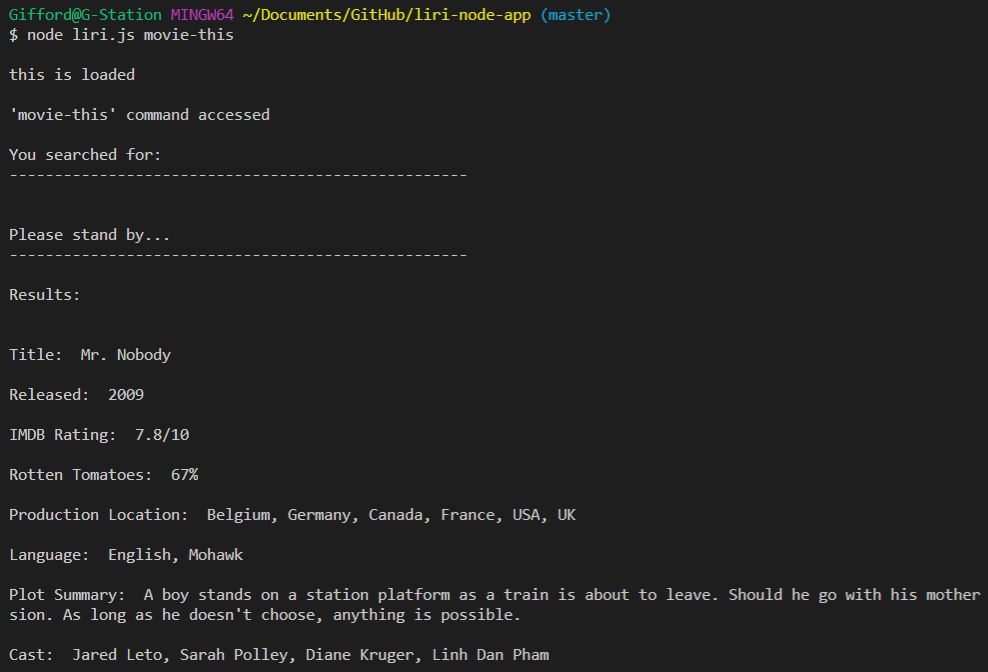 Gifford@G-Station MINGW64 ~/Documents/GitHub/liri-node-app (master)
$ node liri.js movie-this
this is loaded
'movie-this' command accessed
You searched for:
---------------------------------------------------
Please stand by...
---------------------------------------------------
Results:
Title:  Mr. Nobody
Released:  2009
IMDB Rating:  7.8/10
Rotten Tomatoes:  67%
Production Location:  Belgium, Germany, Canada, France, USA, UK
Language:  English, Mohawk
Plot Summary:  A boy stands on a station platform as a train is about to leave. Should he go with his mother
sion. As long as he doesn't choose, anything is possible.
Cast:  Jared Leto, Sarah Polley, Diane Kruger, Linh Dan Pham